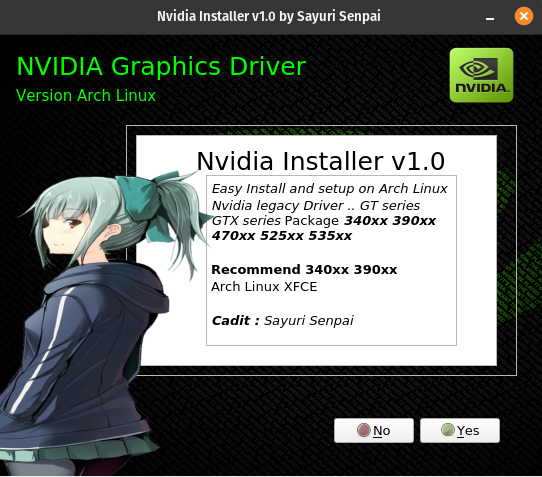 Nvidia Installer v1.0 by Sayuri Senpai
NVIDIA Graphics Driver
Version Arch Linux
NVIDIA.
Nvidia Installer v1.0
Easy Install and setup on Arch Linux
Nvidia legacy Driver .. GT series
GTX series Package 340xx 390xx
470xx 525xx 535xx
Recommend 340xx 390xx
Arch Linux XFCE
Cadit : Sayuri Senpai
No
Yes